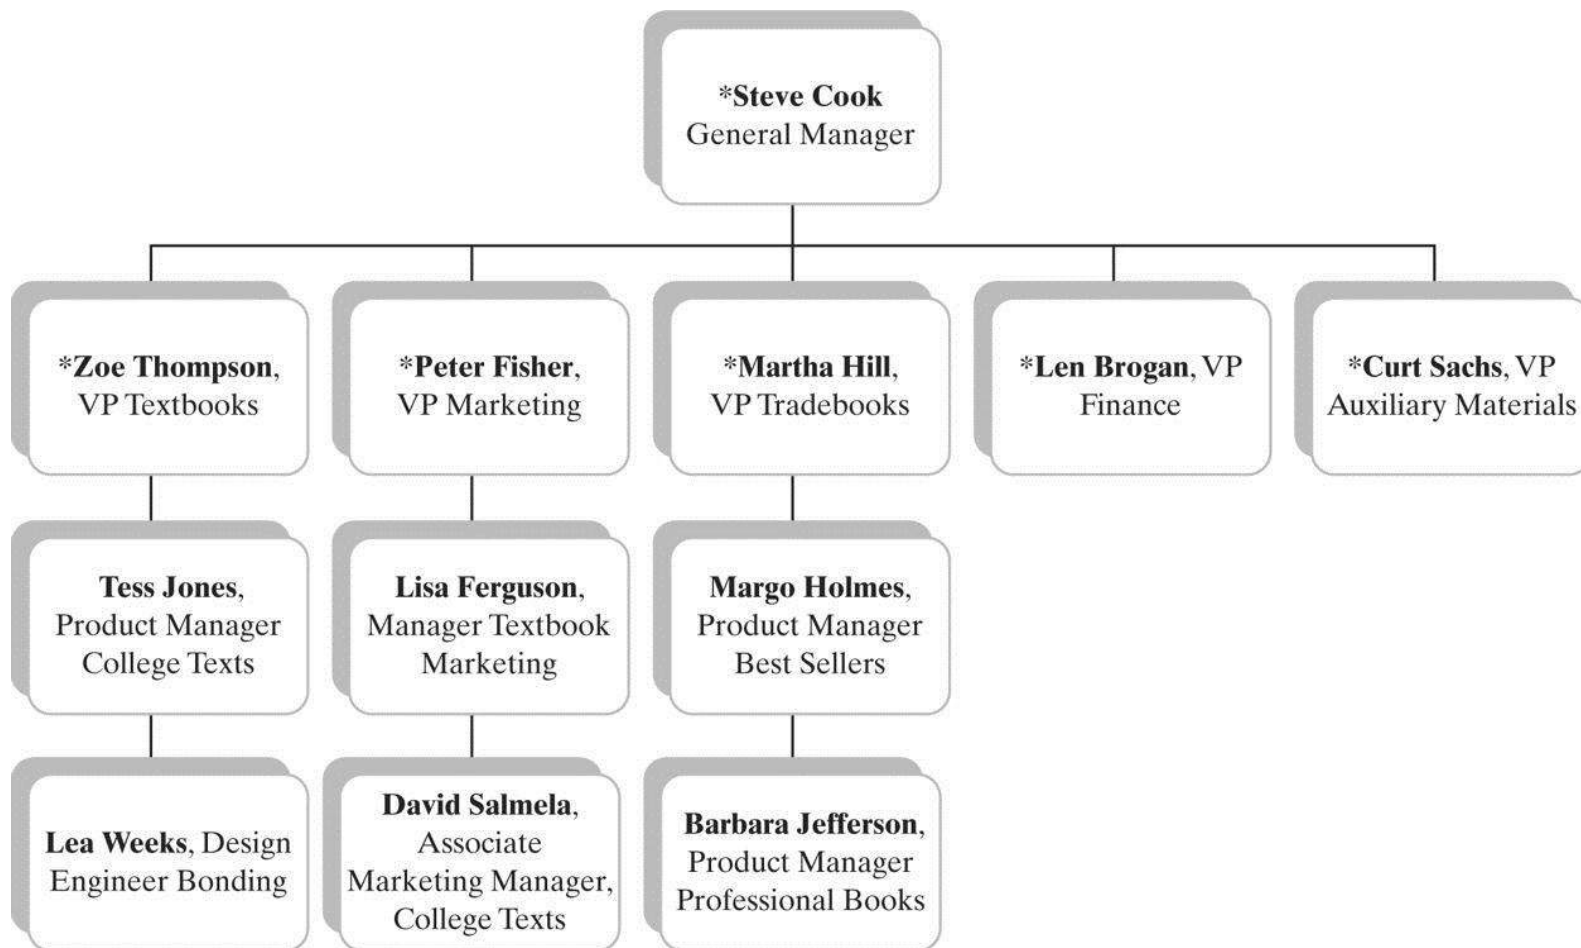 *Steve Cook
General Manager
*Zoe Thompson,
VP Textbooks
*Peter Fisher,
VP Marketing
*Martha Hill,
VP Tradebooks
*Len Brogan, VP
Finance
*Curt Sachs, VP
Auxiliary Materials
Tess Jones,
Product Manager
College Texts
Lisa Ferguson,
Manager Textbook
Marketing
Margo Holmes,
Product Manager
Best Sellers
Lea Weeks, Design
Engineer Bonding
David Salmela,
Associate
Marketing Manager,
College Texts
Barbara Jefferson,
Product Manager
Professional Books